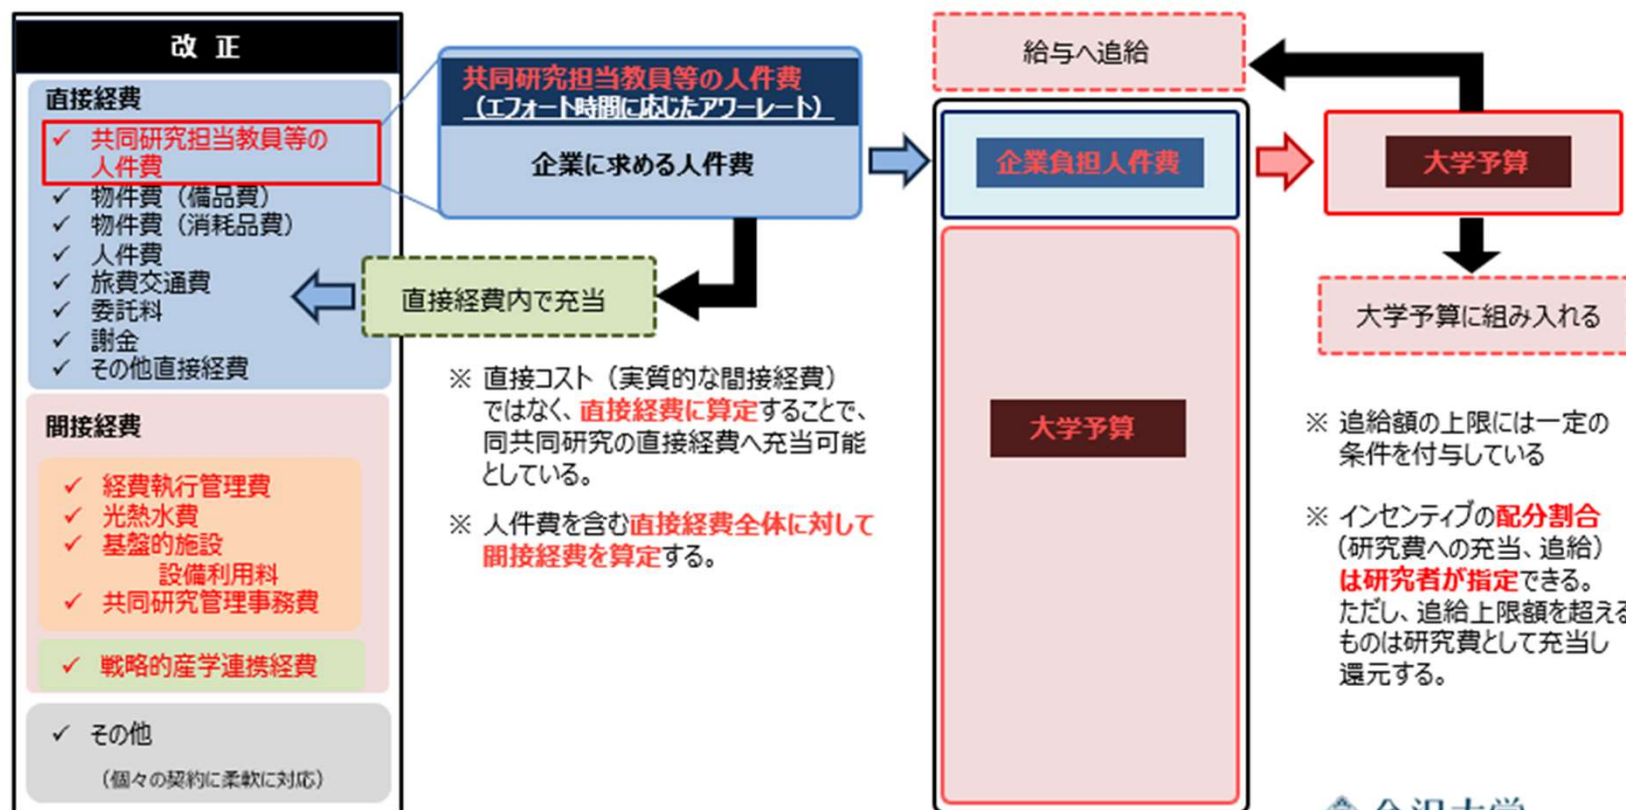 改 正
直接経費
✓ 共同研究担当教員等の
人件費
✓ 物件費（備品費）
✓ 物件費（消耗品費）
✓ 人件費
✓ 旅費交通費
✓ 委託料
✓ 謝金
✓ その他直接経費
間接経費
✓ 経費執行管理費
✓ 光熱水費
✓ 基盤的施設
設備利用料
✓ 共同研究管理事務費
✓ 戦略的産学連携経費
✓ その他
（個々の契約に柔軟に対応）
共同研究担当教員等の人件費
（エフォート時間に応じたアワーレート）
企業に求める人件費
直接経費内で充当
※ 直接コスト（実質的な間接経費）
ではなく、直接経費に算定することで、
同共同研究の直接経費へ充当可能
としている。
※ 人件費を含む直接経費全体に対して
間接経費を算定する。
給与へ追給
企業負担人件費
大学予算
大学予算
大学予算に組み入れる
※ 追給額の上限には一定の
条件を付与している
※ インセンティブの配分割合
（研究費への充当、追給）
は研究者が指定できる。
ただし、追給上限額を超える
ものは研究費として充当し
還元する。